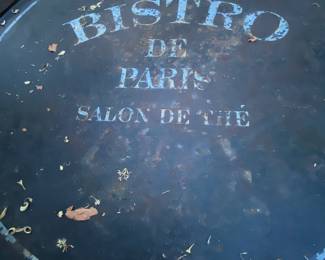 BISTRO
DE
PARIS
SALON DE THÉ